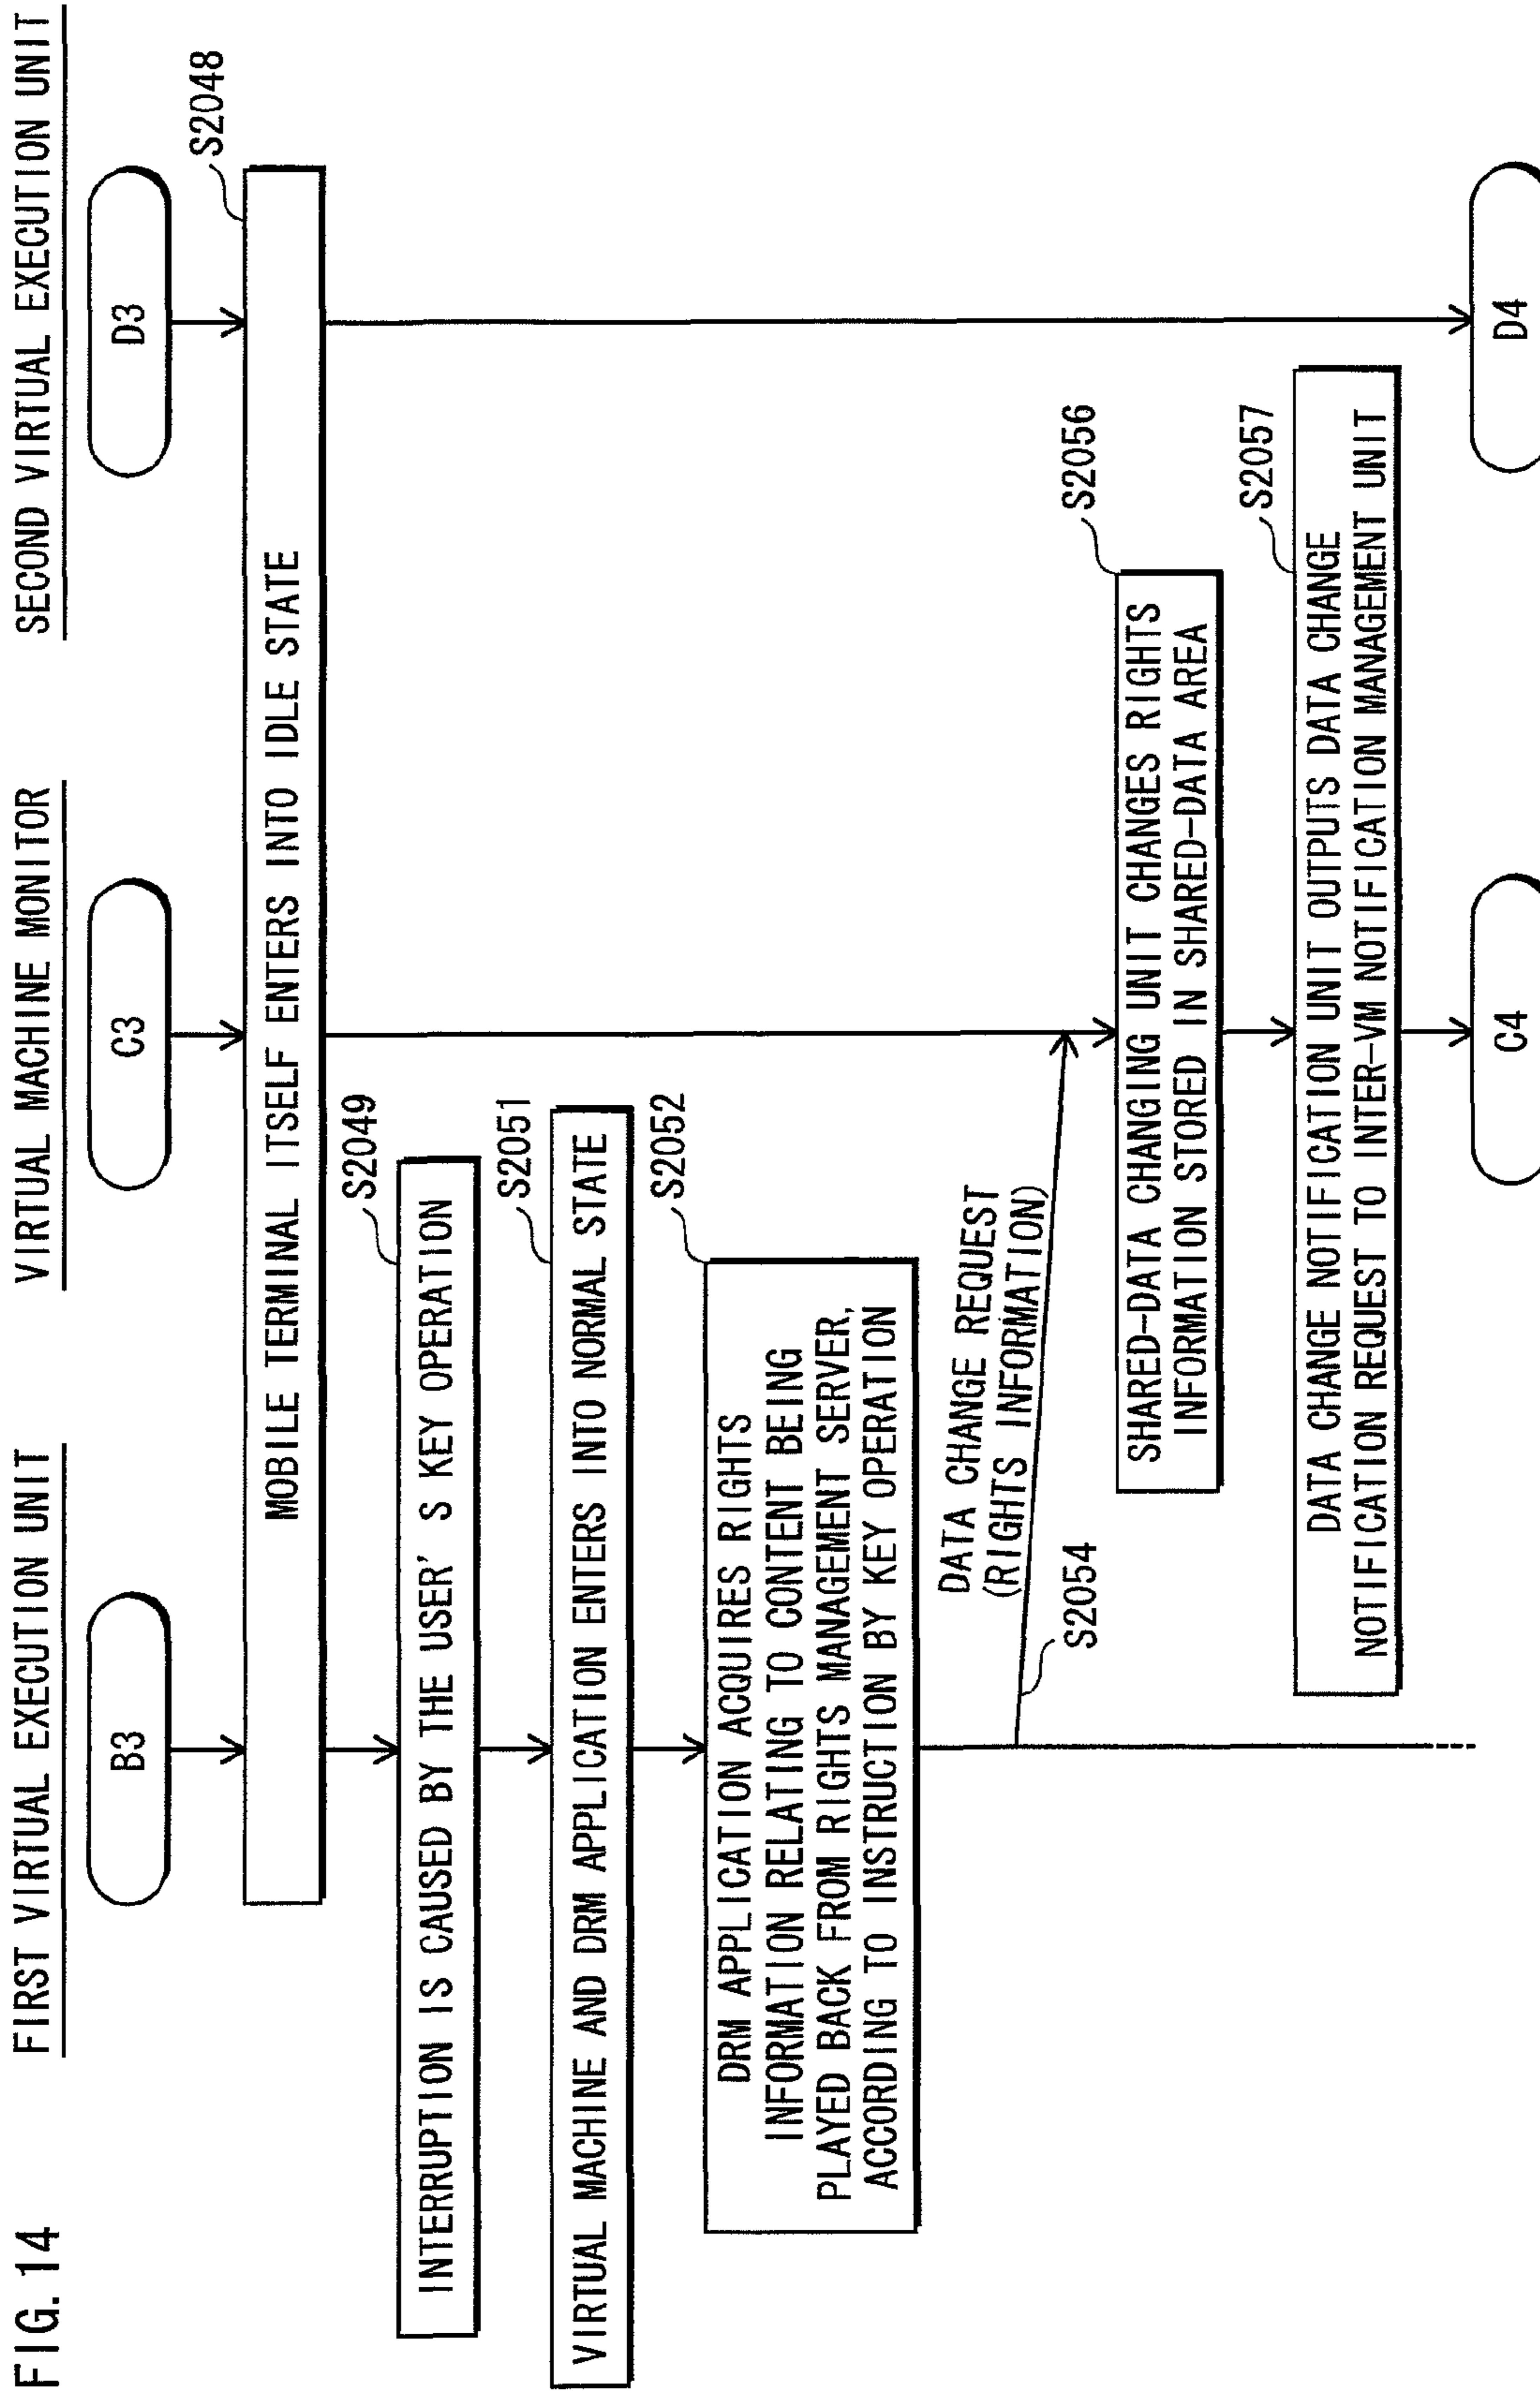 FIG. 14
FIRST VIRTUAL EXECUTION UNIT
VIRTUAL MACHINE MONITOR
SECOND VIRTUAL EXECUTION UNIT
B3
C3
D3
S2048
MOBILE TERMINAL ITSELF ENTERS INTO IDLE STATE
S2049
INTERRUPTION IS CAUSED BY THE USER' S KEY OPERATION
S2051
VIRTUAL MACHINE AND DRM APPLICATION ENTERS INTO NORMAL STATE
S2052
DRM APPLICATION ACQUIRES RIGHTS
INFORMATION RELATING TO CONTENT BEING
PLAYED BACK FROM RIGHTS MANAGEMENT SERVER,
ACCORDING TO INSTRUCTION BY KEY OPERATION
DATA CHANGE REQUEST
(RIGHTS INFORMATION)
S2054
S2056
SHARED-DATA CHANGING UNIT CHANGES RIGHTS
INFORMATION STORED IN SHARED-DATA AREA
S2057
DATA CHANGE NOTIFICATION UNIT OUTPUTS DATA CHANGE
NOTIFICATION REQUEST TO INTER-VM NOTIFICATION MANAGEMENT UNIT
C4
D4